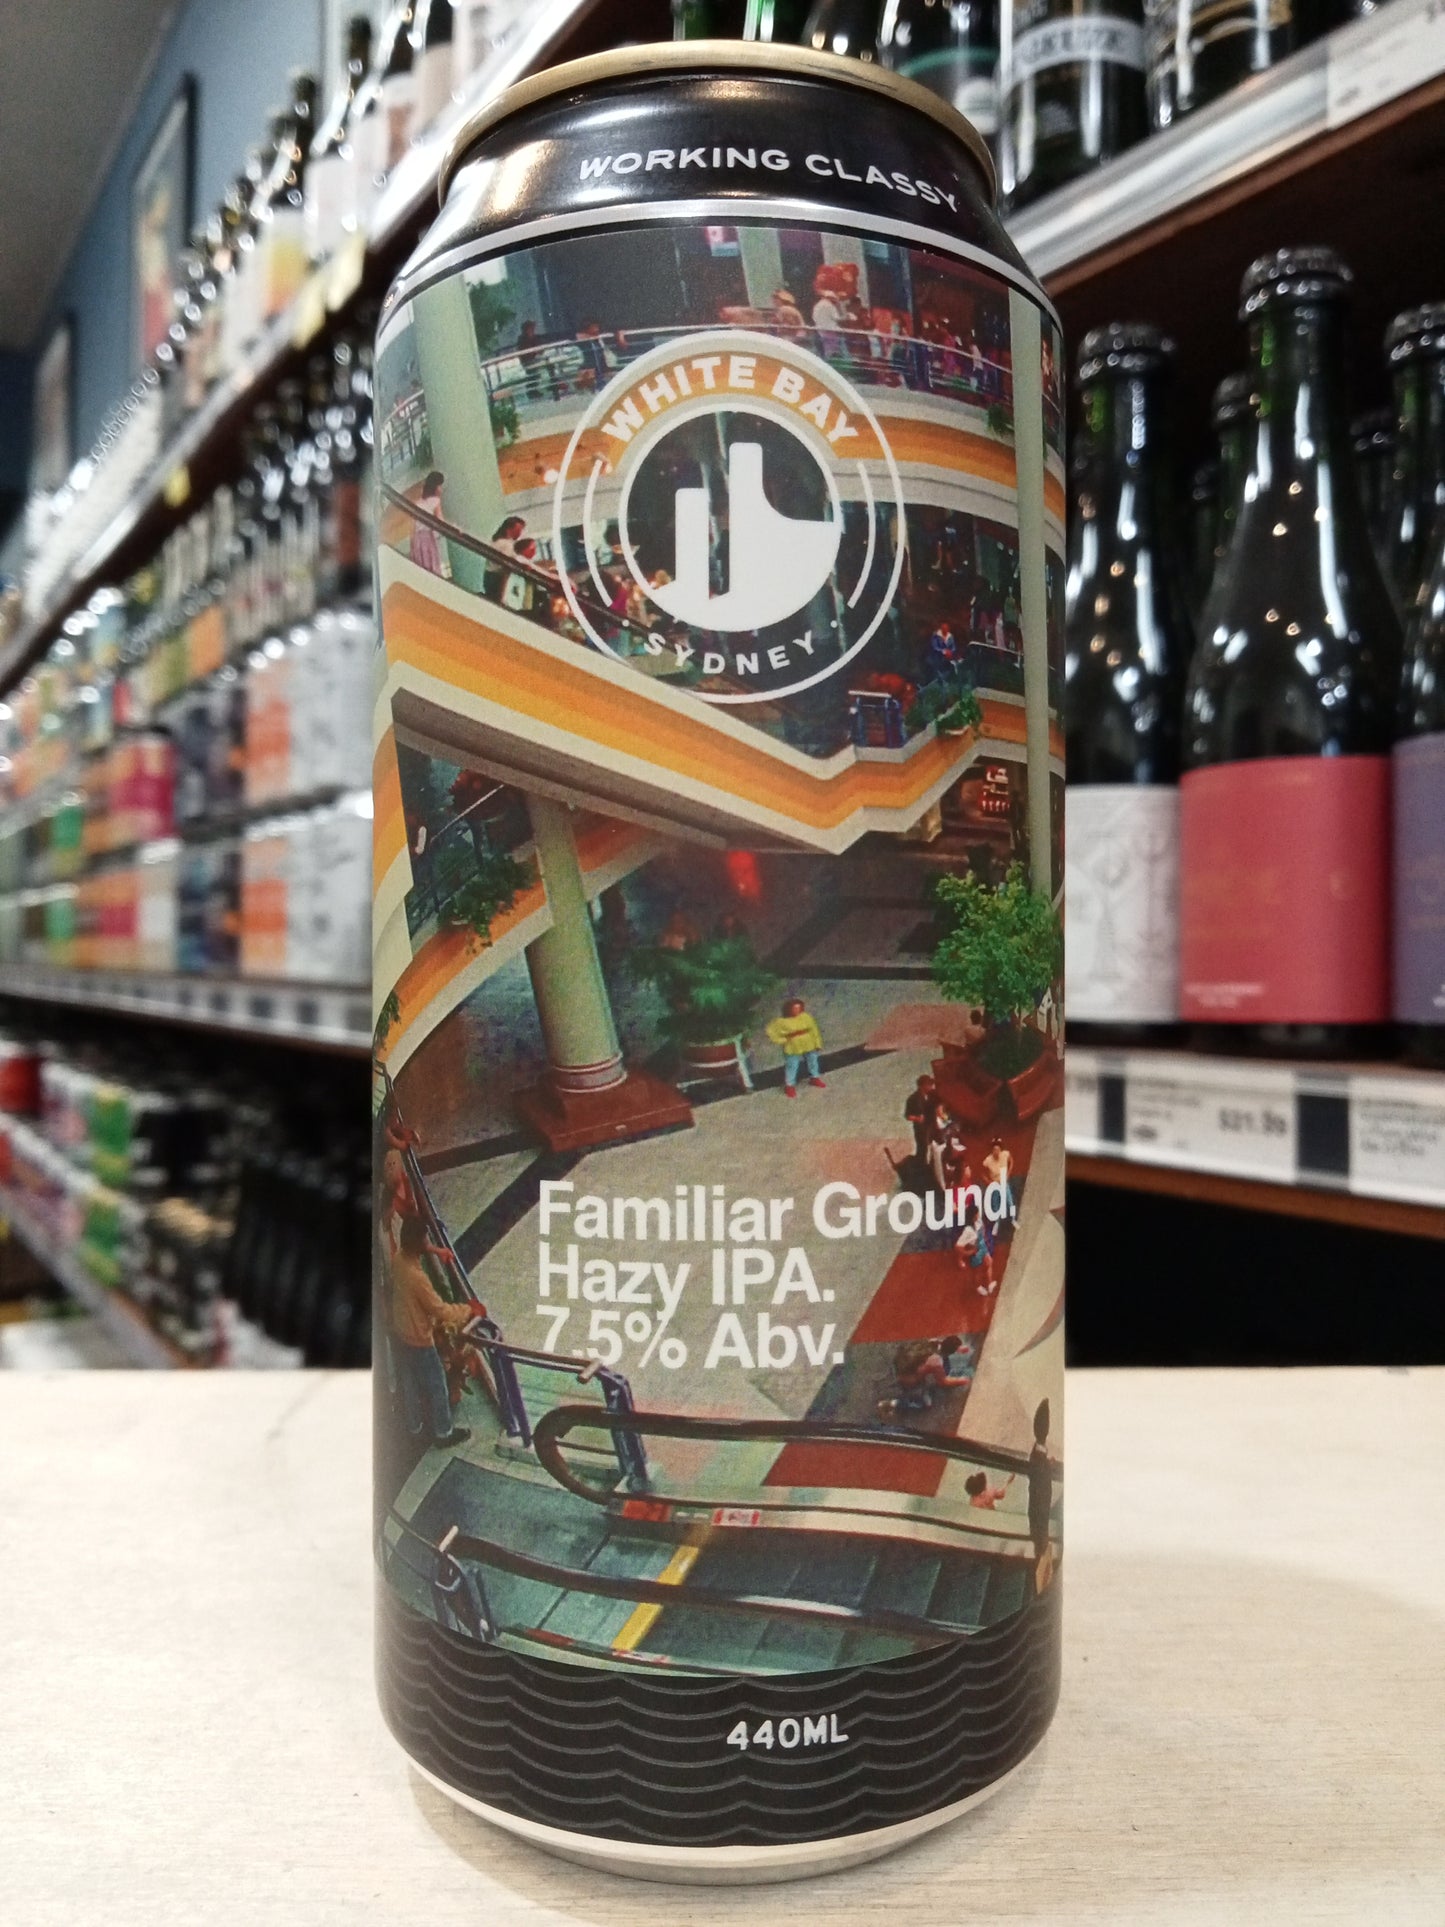 WORKING CLASSY
WHITE BAY
· SYDNEY ·
Familiar Ground.
Hazy IPA.
7.5% Abv.
440ML